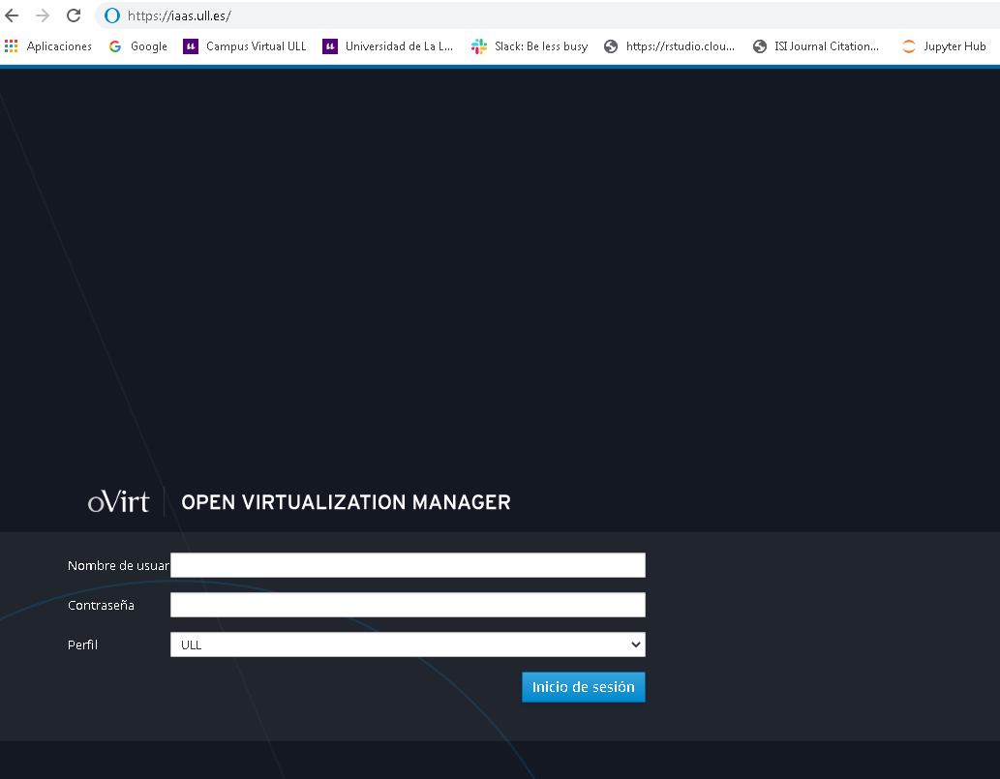 https://iaas.ull.es/
Aplicaciones Google Campus Virtual ULL Universidad de La L... Slack: Be less busy https://rstudio.clou... ISI Journal Citation... Jupyter Hub
oVirt OPEN VIRTUALIZATION MANAGER
Nombre de usuar
Contraseña
Perfil ULL
Inicio de sesión